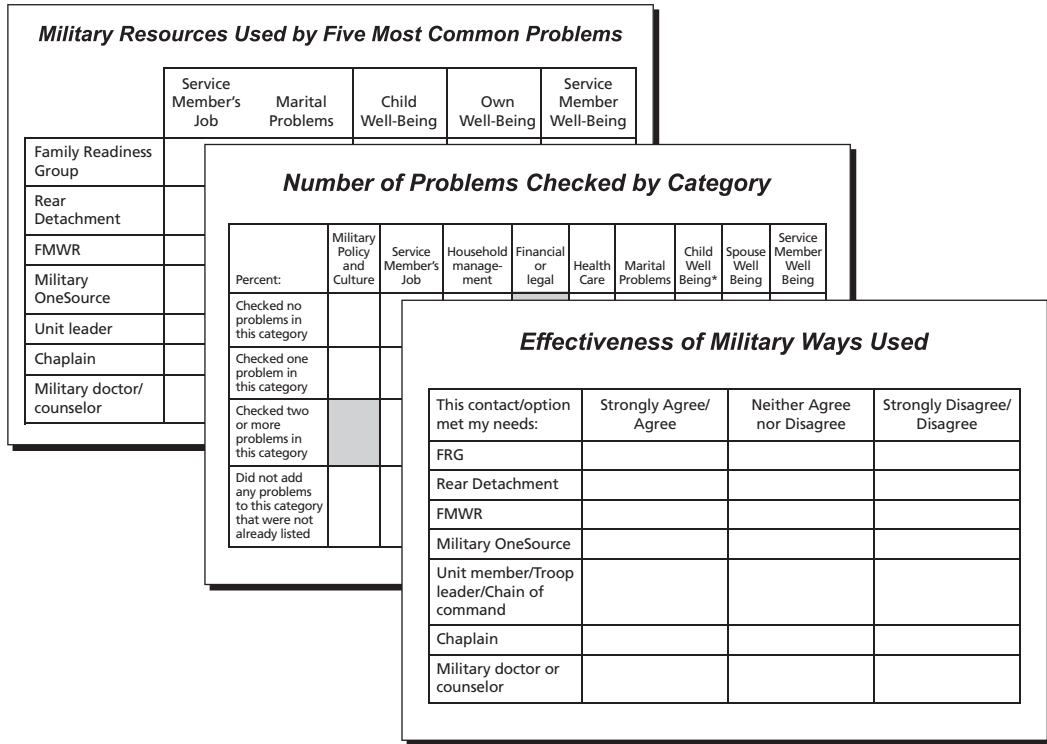 Military Resources Used by Five Most Common Problems
Service
Member's
Job
Marital
Problems
Child
Well-Being
Own
Well-Being
Service
Member
Well-Being
Family Readiness
Group
Rear
Detachment
FMWR
Military
OneSource
Unit leader
Chaplain
Military doctor/
counselor
Number of Problems Checked by Category
Percent:
Military
Policy
and
Culture
Service
Member's
Job
Household
manage-
ment
Financial
or
legal
Health
Care
Marital
Problems
Child
Well
Being*
Spouse
Well
Being
Service
Member
Well
Being
Checked no
problems in
this category
Checked one
problem in
this category
Checked two
or more
problems in
this category
Did not add
any problems
to this category
that were not
already listed
Effectiveness of Military Ways Used
This contact/option
met my needs:
Strongly Agree/
Agree
Neither Agree
nor Disagree
Strongly Disagree/
Disagree
FRG
Rear Detachment
FMWR
Military OneSource
Unit member/Troop
leader/Chain of
command
Chaplain
Military doctor or
counselor